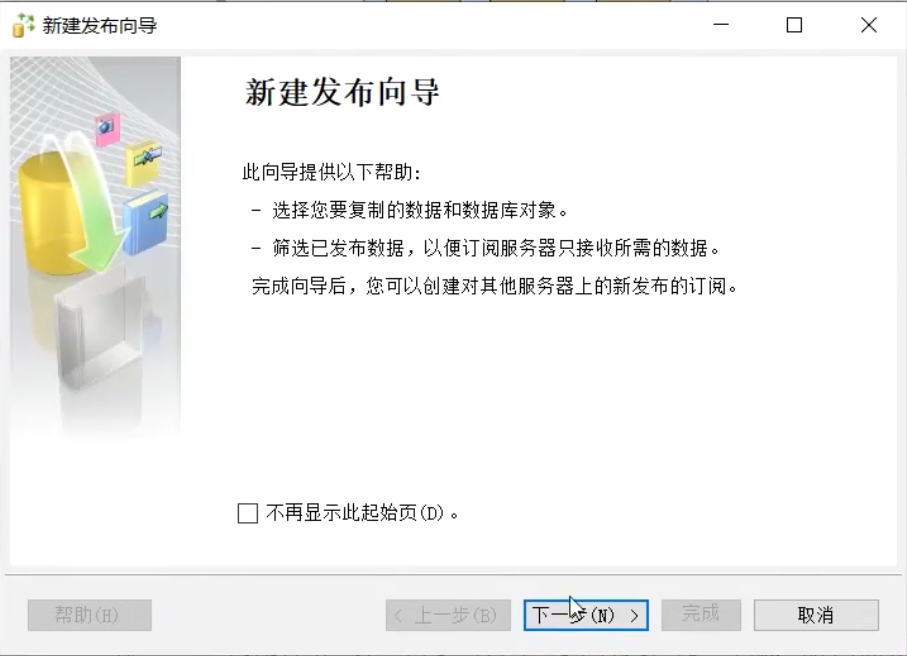 新建发布向导
新建发布向导
此向导提供以下帮助:
- 选择您要复制的数据和数据库对象。
- 筛选已发布数据，以便订阅服务器只接收所需的数据。
完成向导后，您可以创建对其他服务器上的新发布的订阅。
不再显示此起始页(D)。
帮助(H)
< 上一步(B)
下一步(N) >
完成
取消